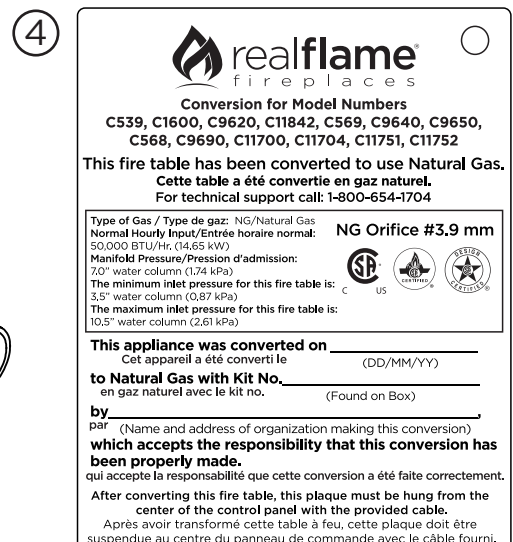 4
realflame®
fireplaces
Conversion for Model Numbers
C539, C1600, C9620, C11842, C569, C9640, C9650,
C568, C9690, C11700, C11704, C11751, C11752
This fire table has been converted to use Natural Gas.
Cette table a été convertie en gaz naturel.
For technical support call: 1-800-654-1704
Type of Gas / Type de gaz: NG/Natural Gas
Normal Hourly Input/Entrée horaire normal:
50,000 BTU/Hr. (14,65 kW)
Manifold Pressure/Pression d'admission:
7.0" water column (1.74 kPa)
The minimum inlet pressure for this fire table is:
3,5" water column (0,87 kPa)
The maximum inlet pressure for this fire table is:
10,5" water column (2,61 kPa)
NG Orifice #3.9 mm
C US
CERTIFIED ®
DESIGN
CERTIFIED ®
This appliance was converted on
Cet appareil a été converti le
(DD/MM/YY)
to Natural Gas with Kit No.
en gaz naturel avec le kit no.
(Found on Box)
by ,
par (Name and address of organization making this conversion)
which accepts the responsibility that this conversion has
been properly made.
qui accepte la responsabilité que cette conversion a été faite correctement.
After converting this fire table, this plaque must be hung from the
center of the control panel with the provided cable.
Après avoir transformé cette table à feu, cette plaque doit être
suspendue au centre du panneau de commande avec le câble fourni.